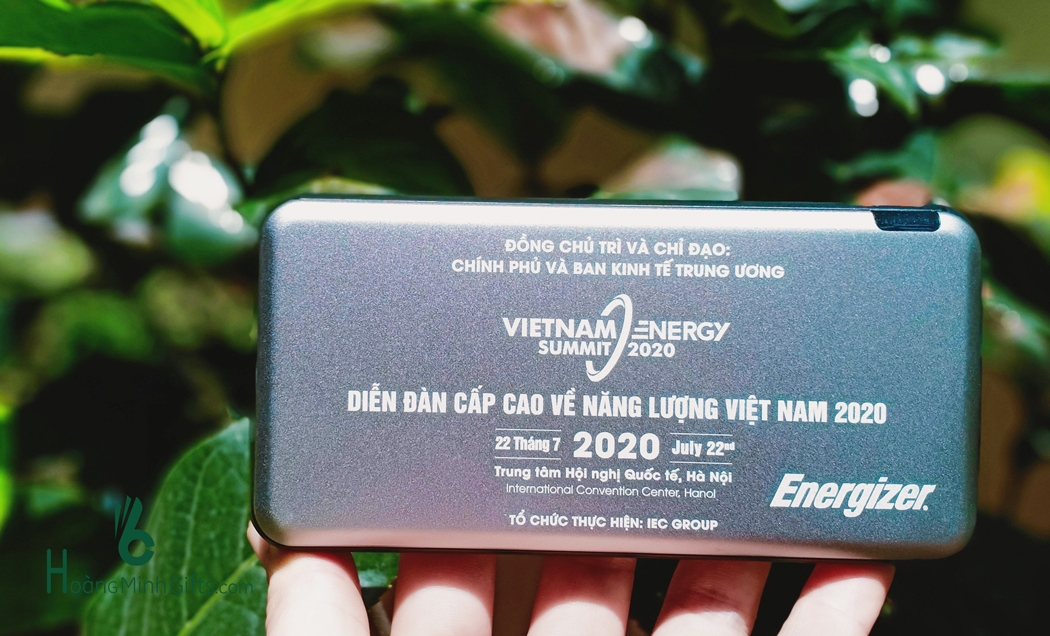 ĐỒNG CHỦ TRÌ VÀ CHỈ ĐẠO:
CHÍNH PHỦ VÀ BAN KINH TẾ TRUNG ƯƠNG
VIETNAM ENERGY
SUMMIT 2020
DIỄN ĐÀN CẤP CAO VỀ NĂNG LƯỢNG VIỆT NAM 2020
22 Tháng 7 2020 July 22nd
Trung tâm Hội nghị Quốc tế, Hà Nội
International Convention Center, Hanoi
Energizer.
TỔ CHỨC THỰC HIỆN: IEC GROUP
HoàngMinhGifts.com